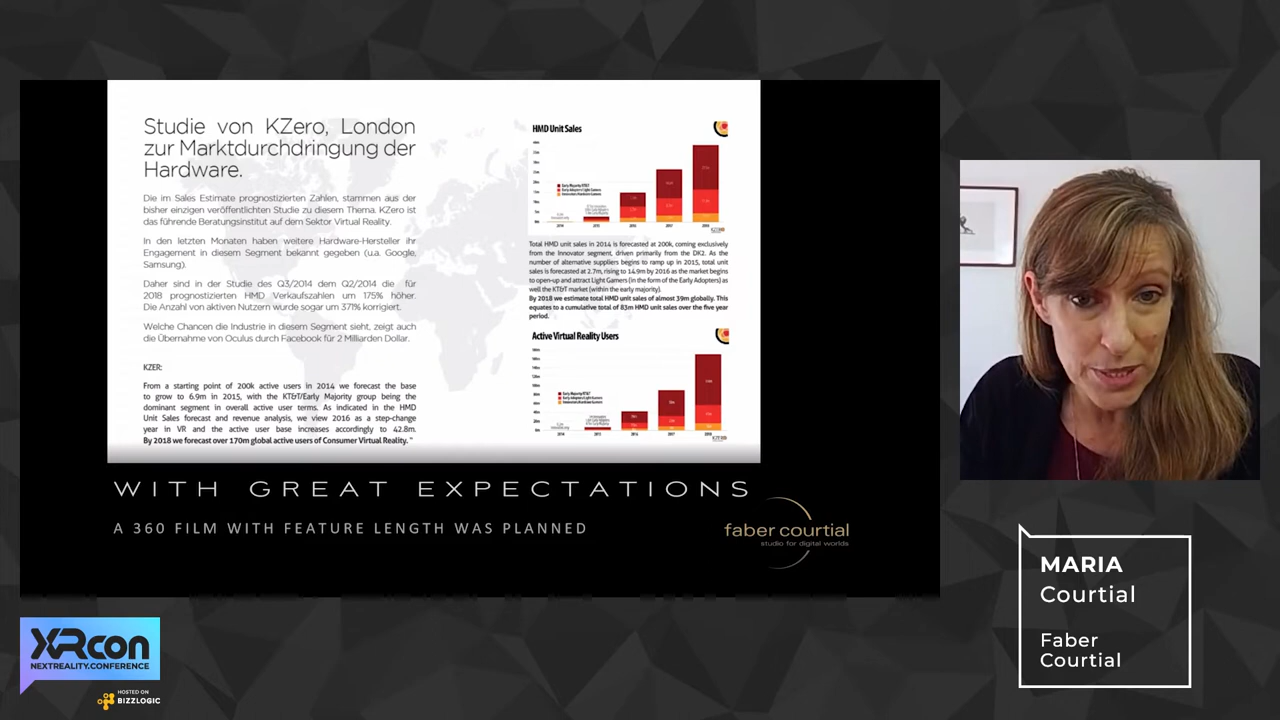 Studie von KZero, London
zur Marktdurchdringung der
Hardware.
Die im Sales Estimate prognostizierten Zahlen, stammen aus der
bisher einzigen veröffentlichten Studie zu diesem Thema. KZero ist
das führende Beratungsinstitut auf dem Sektor Virtual Reality.
In den letzten Monaten haben weitere Hardware-Hersteller ihr
Engagement in diesem Segment bekannt gegeben (u.a. Google,
Samsung).
Daher sind in der Studie des Q3/2014 dem Q2/2014 die für
2018 prognostizierten HMD Verkaufszahlen um 175% höher.
Die Anzahl von aktiven Nutzern wurde sogar um 371% korrigiert.
Welche Chancen die Industrie in diesem Segment sieht, zeigt auch
die Übernahme von Oculus durch Facebook für 2 Milliarden Dollar.
KZER:
From a starting point of 200k active users in 2014 we forecast the base
to grow to 6.9m in 2015, with the KT&T/Early Majority group being the
dominant segment in overall active user terms. As indicated in the HMD
Unit Sales forecast and revenue analysis, we view 2016 as a step-change
year in VR and the active user base increases accordingly to 42.8m.
By 2018 we forecast over 170m global active users of Consumer Virtual Reality. "
HMD Unit Sales
2014 2015 2016 2017 2018
Total HMD unit sales in 2014 is forecasted at 200k, coming exclusively
from the Innovator segment, driven primarily from the DK2. As the
number of alternative suppliers begins to ramp up in 2015, total unit
sales is forecasted at 2.7m, rising to 14.9m by 2016 as the market begins
to open-up and attract Light Gamers (in the form of the Early Adopters) as
well the KT&T market (within the early majority).
By 2018 we estimate total HMD unit sales of almost 39m globally. This
equates to a cumulative total of 83m HMD unit sales over the five year
period.
Active Virtual Reality Users
2014 2015 2016 2017 2018
WITH GREAT EXPECTATIONS
A 360 FILM WITH FEATURE LENGTH WAS PLANNED
faber courtial
studio for digital worlds
MARIA
Courtial
Faber
Courtial
XRcon
NEXTREALITY.CONFERENCE
HOSTED ON
BIZZLOGIC